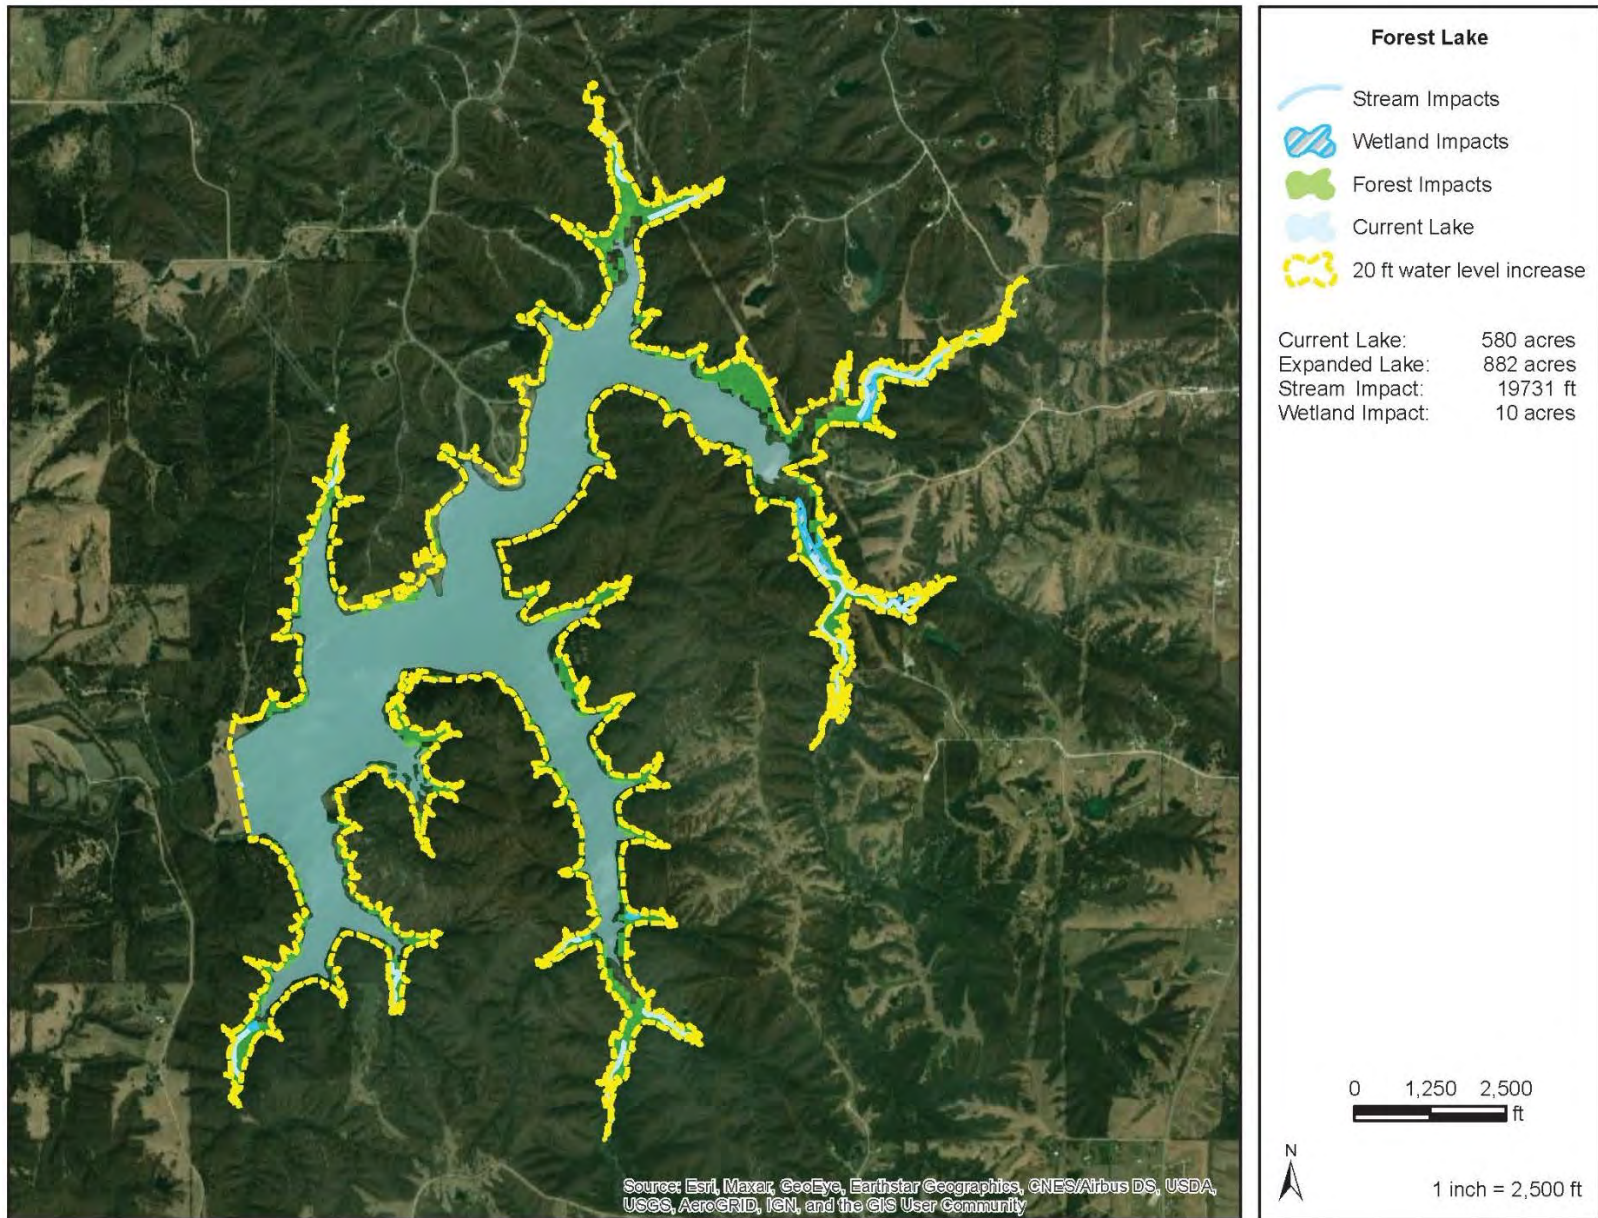 Forest Lake
Stream Impacts
Wetland Impacts
Forest Impacts
Current Lake
20 ft water level increase
Current Lake: 580 acres
Expanded Lake: 882 acres
Stream Impact: 19731 ft
Wetland Impact: 10 acres
0 1,250 2,500
ft
N
1 inch = 2,500 ft
Source: Esri, Maxar, GeoEye, Earthstar Geographics, CNES/Airbus DS, USDA,
USGS, AeroGRID, IGN, and the GIS User Community